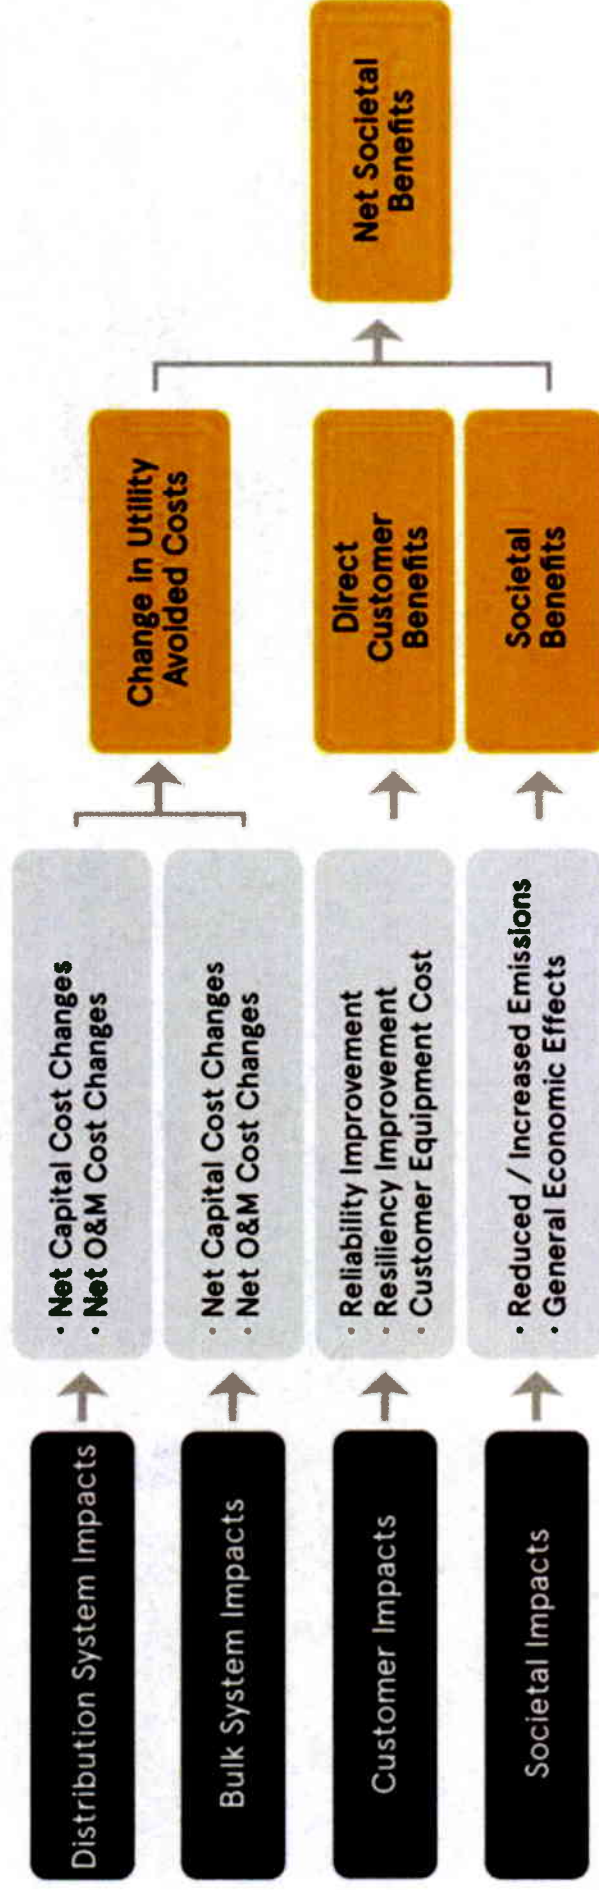 Distribution System Impacts
· Net Capital Cost Changes
· Net O&M Cost Changes
Bulk System Impacts
· Net Capital Cost Changes
· Net O&M Cost Changes
Change in Utility
Avoided Costs
Customer Impacts
· Reliability Improvement
· Resiliency Improvement
· Customer Equipment Cost
Direct
Customer
Benefits
Societal Impacts
· Reduced / Increased Emissions
· General Economic Effects
Societal
Benefits
Net Societal
Benefits